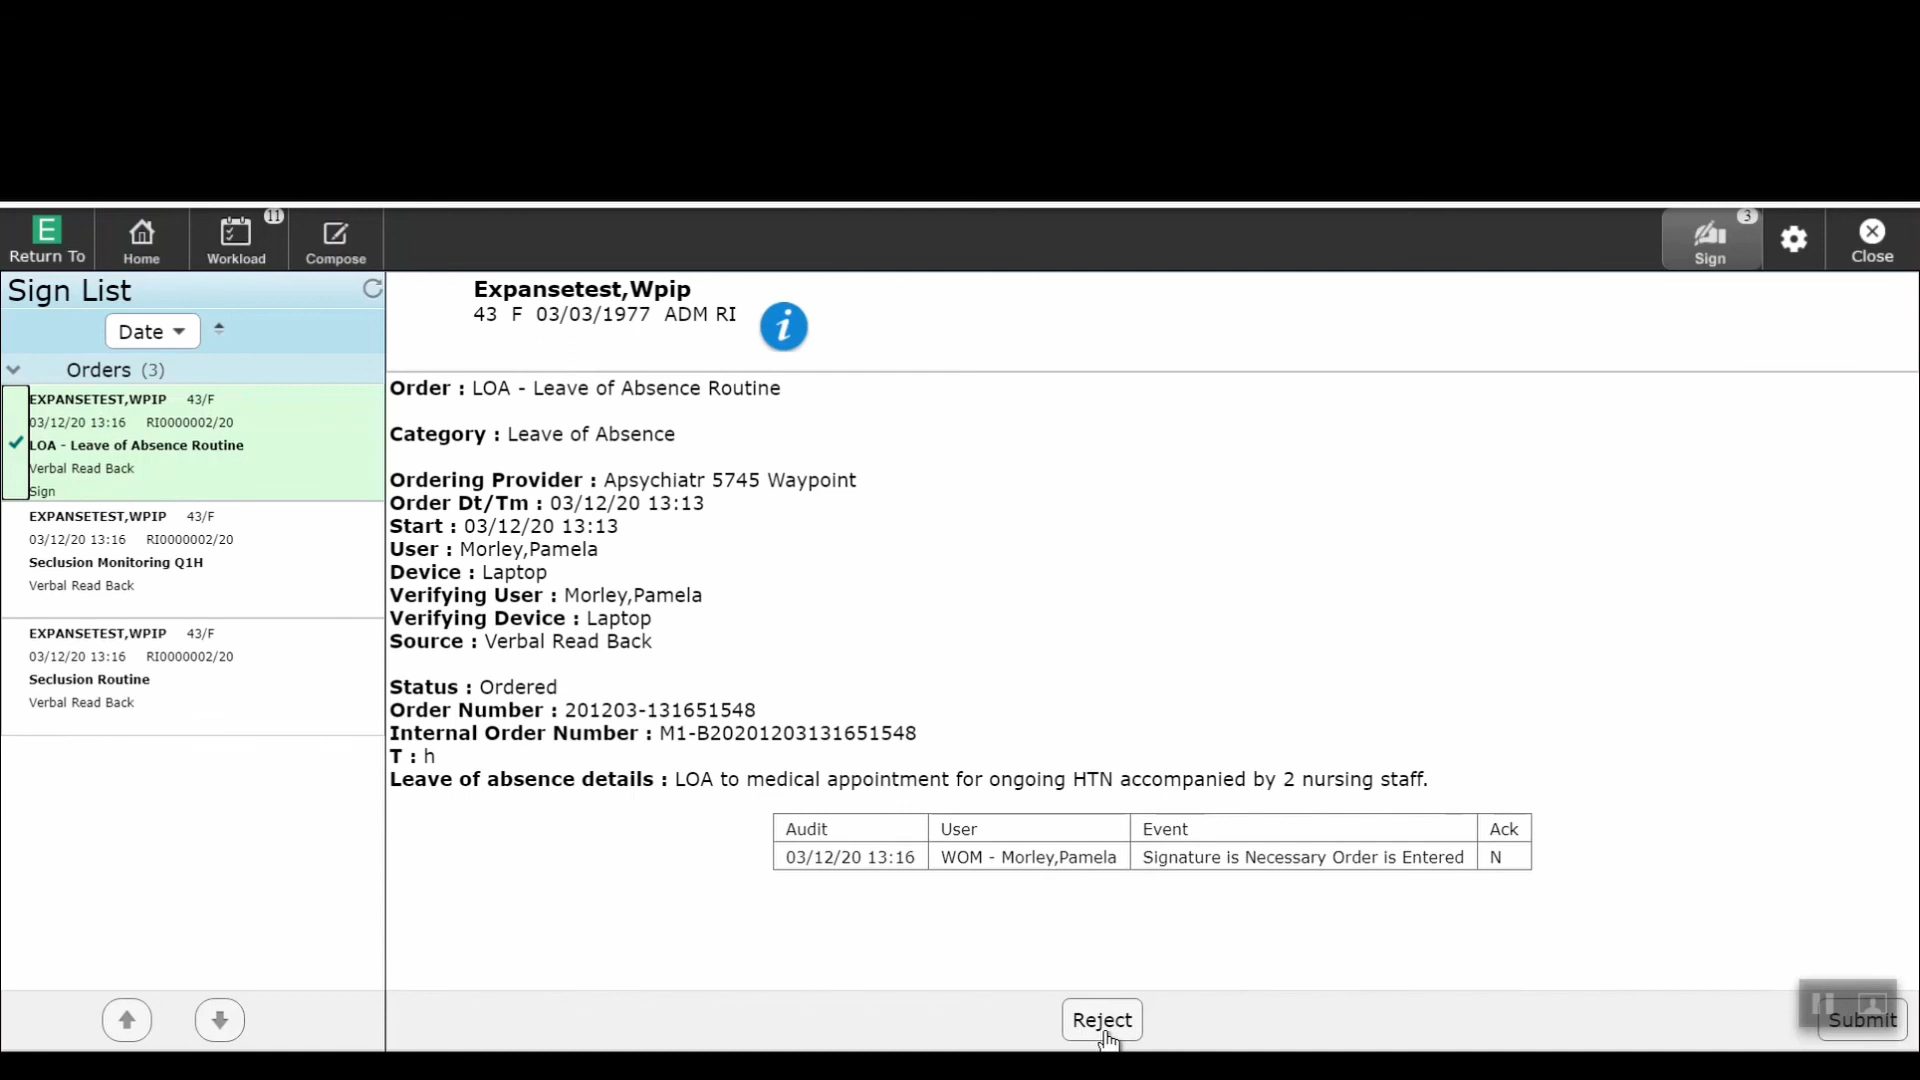 E
Return To
Home
11
Workload
Compose
3
Sign
Close
Sign List
Date
Orders (3)
EXPANSETEST,WPIP 43/F
03/12/20 13:16 RI0000002/20
LOA - Leave of Absence Routine
Verbal Read Back
Sign
EXPANSETEST,WPIP 43/F
03/12/20 13:16 RI0000002/20
Seclusion Monitoring Q1H
Verbal Read Back
EXPANSETEST,WPIP 43/F
03/12/20 13:16 RI0000002/20
Seclusion Routine
Verbal Read Back
Expansetest,Wpip
43 F 03/03/1977 ADM RI
i
Order : LOA - Leave of Absence Routine
Category : Leave of Absence
Ordering Provider : Apsychiatr 5745 Waypoint
Order Dt/Tm : 03/12/20 13:13
Start : 03/12/20 13:13
User : Morley,Pamela
Device : Laptop
Verifying User : Morley,Pamela
Verifying Device : Laptop
Source : Verbal Read Back
Status : Ordered
Order Number : 201203-131651548
Internal Order Number : M1-B20201203131651548
T : h
Leave of absence details : LOA to medical appointment for ongoing HTN accompanied by 2 nursing staff.
Audit User Event Ack
03/12/20 13:16 WOM - Morley,Pamela Signature is Necessary Order is Entered N
Reject
Submit